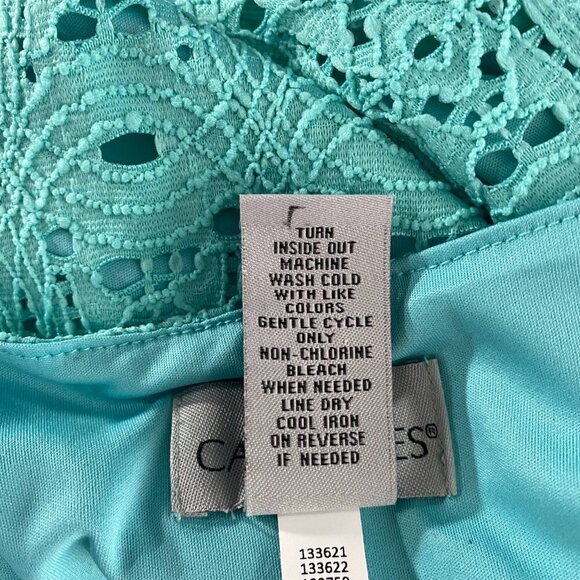 TURN
INSIDE OUT
MACHINE
WASH COLD
WITH LIKE
COLORS
GENTLE CYCLE
ONLY
NON-CHLORINE
BLEACH
WHEN NEEDED
LINE DRY
COOL IRON
ON REVERSE
IF NEEDED
133621
133622